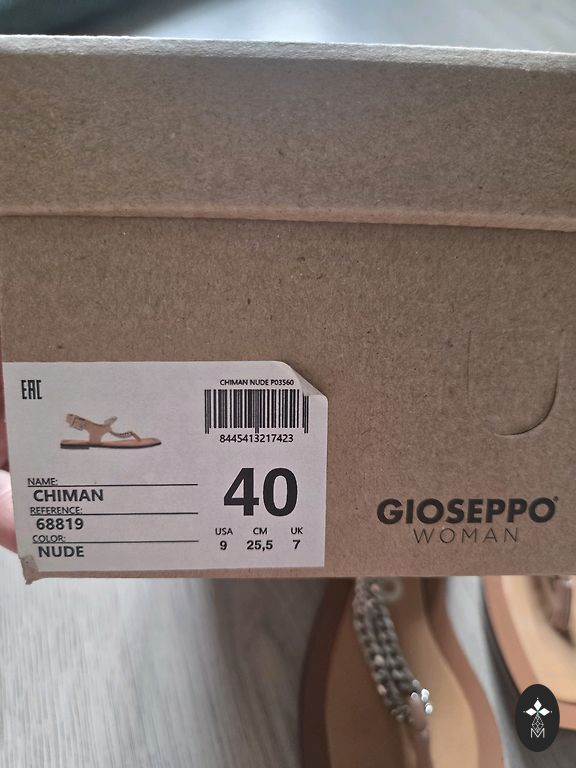 EAC
CHIMAN NUDE P03560
8445413217423
NAME:
CHIMAN
REFERENCE:
68819
COLOR:
NUDE
40
USA CM UK
9 25,5 7
GIOSEPPO®
WOMAN
M